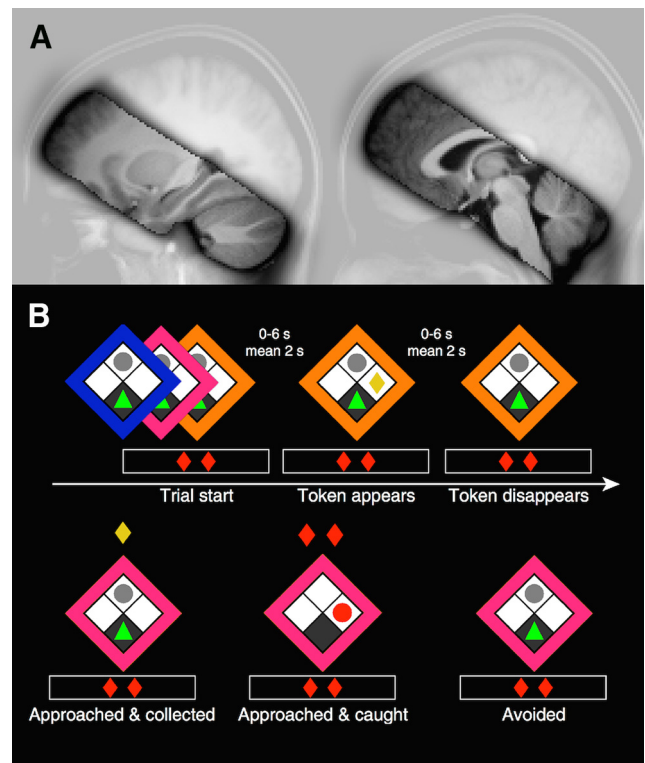 A
B
0-6 s
mean 2 s
0-6 s
mean 2 s
Trial start
Token appears
Token disappears
Approached & collected
Approached & caught
Avoided